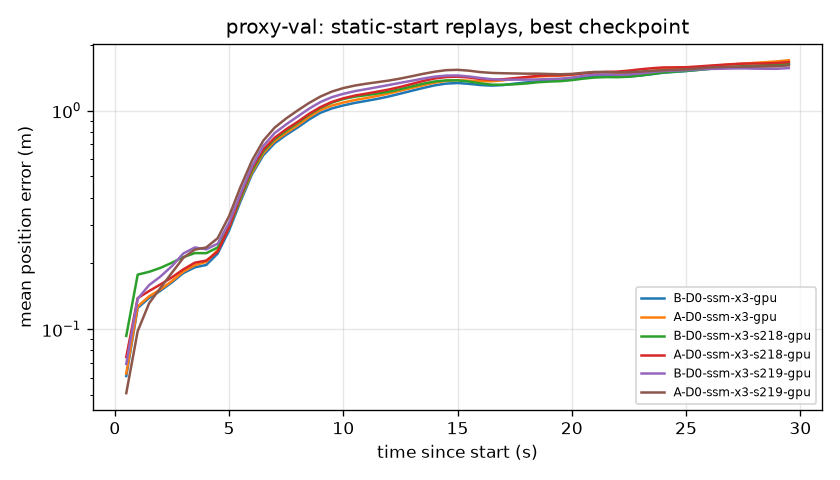 proxy-val: static-start replays, best checkpoint
mean position error (m)
10⁰
10⁻¹
B-D0-ssm-x3-gpu
A-D0-ssm-x3-gpu
B-D0-ssm-x3-s218-gpu
A-D0-ssm-x3-s218-gpu
B-D0-ssm-x3-s219-gpu
A-D0-ssm-x3-s219-gpu
0 5 10 15 20 25 30
time since start (s)